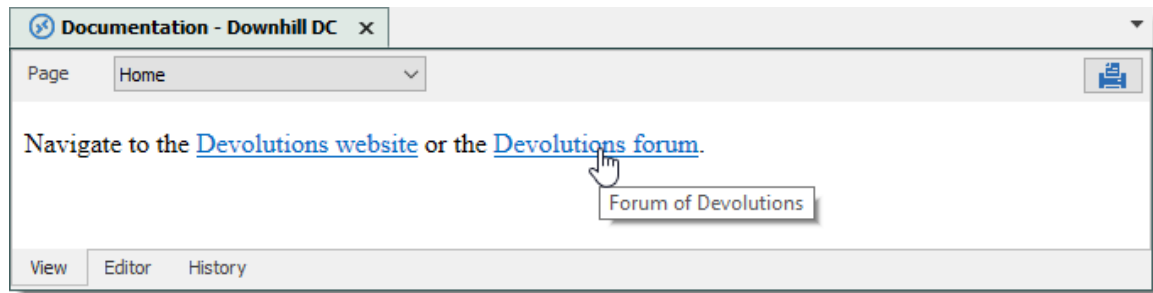 Documentation - Downhill DC
Page Home
Navigate to the Devolutions website or the Devolutions forum.
Forum of Devolutions
View Editor History